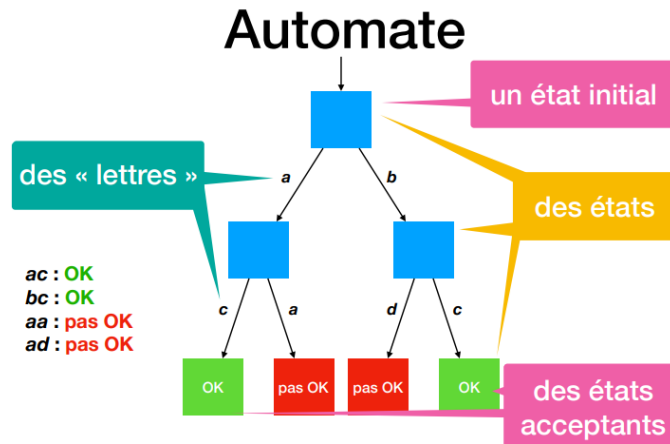 Automate
un état initial
des « lettres »
a
b
des états
ac : OK
bc : OK
aa : pas OK
ad : pas OK
c
a
d
c
OK
pas OK
pas OK
OK
des états
acceptants